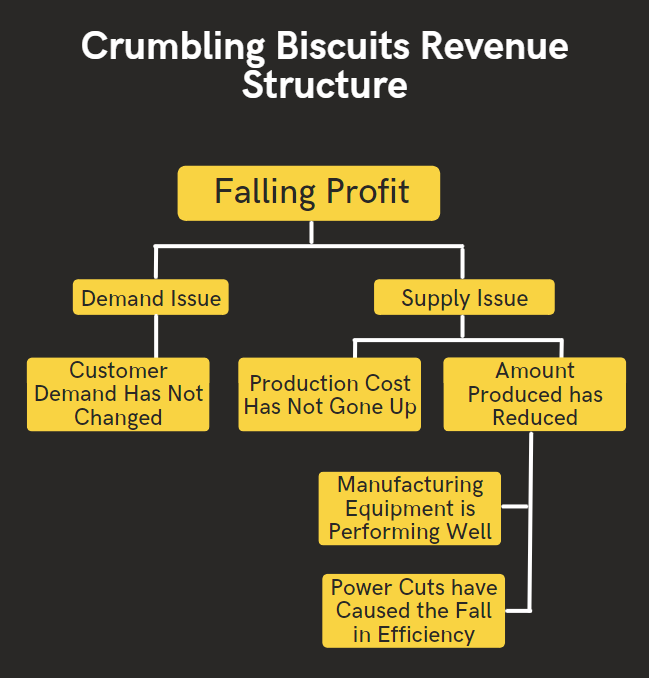 Crumbling Biscuits Revenue
Structure
Falling Profit
Demand Issue
Supply Issue
Customer
Demand Has Not
Changed
Production Cost
Has Not Gone Up
Amount
Produced has
Reduced
Manufacturing
Equipment is
Performing Well
Power Cuts have
Caused the Fall
in Efficiency